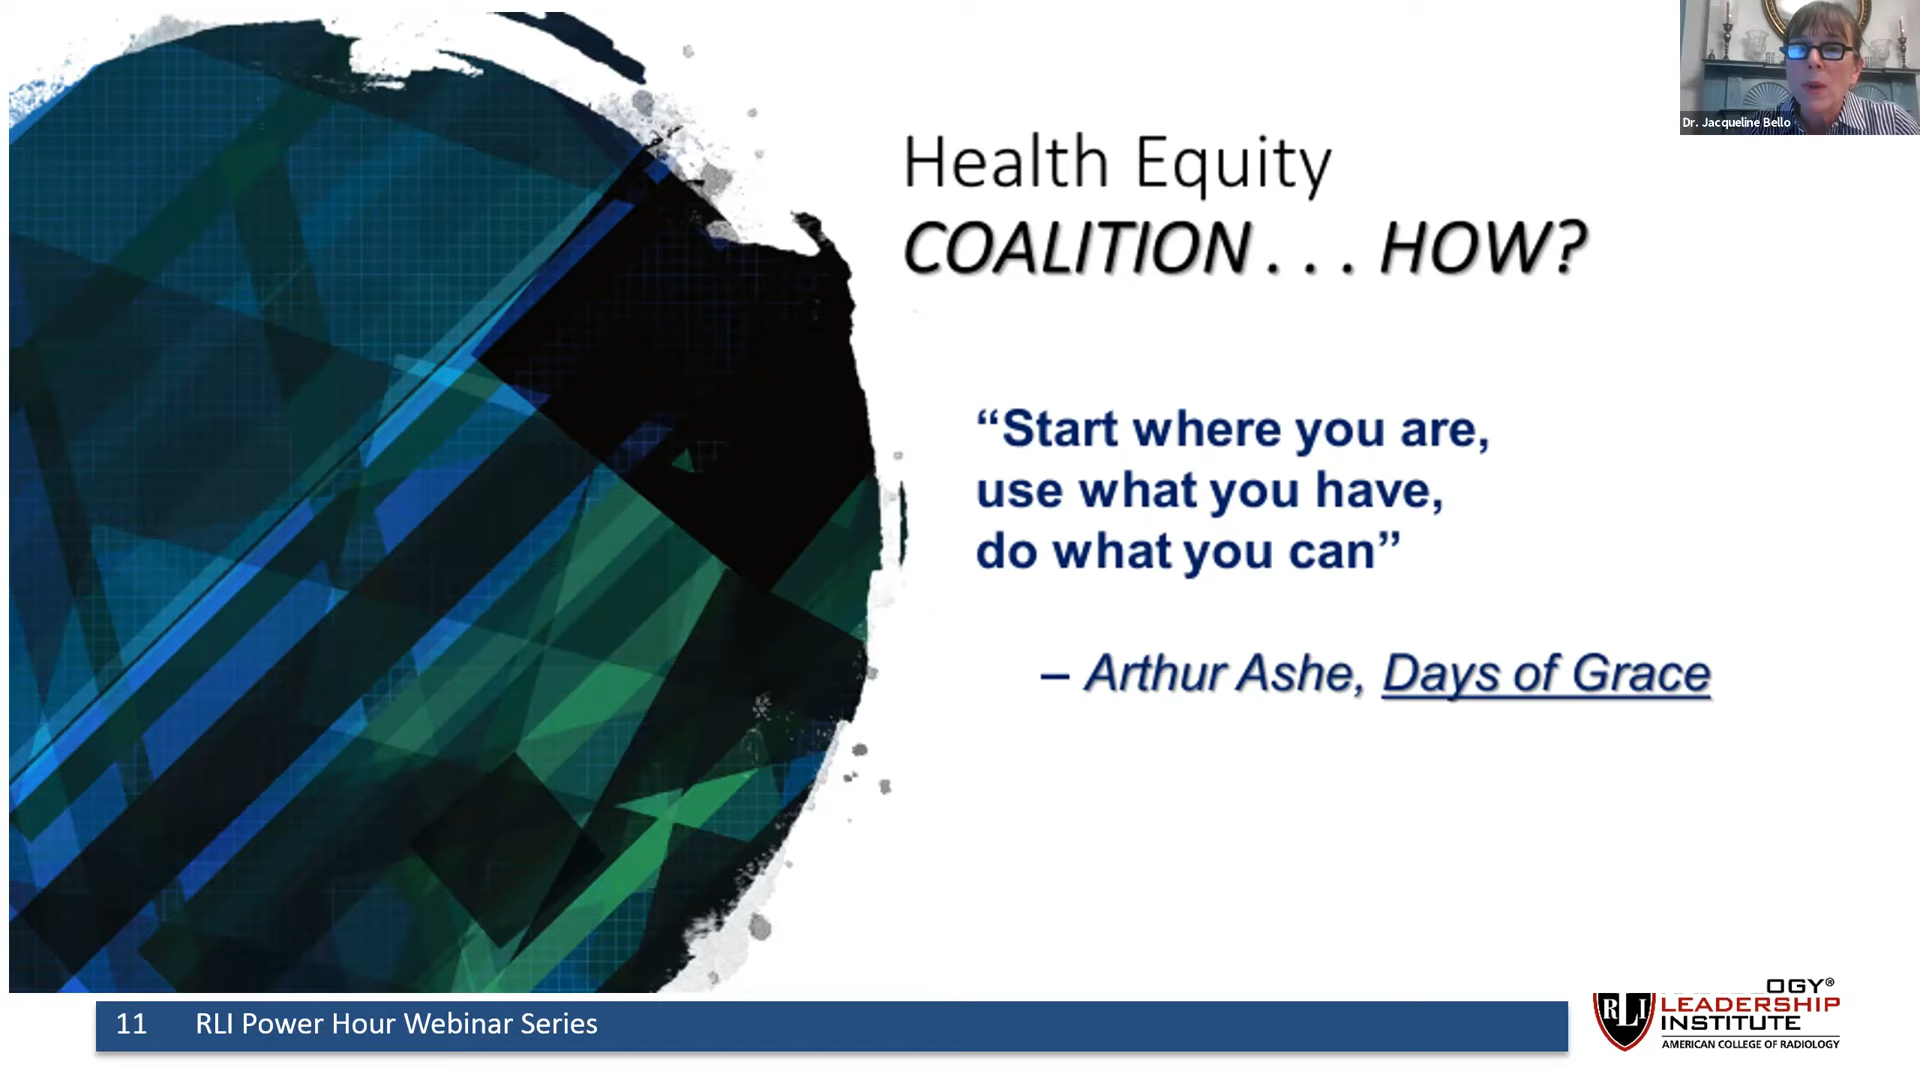 Dr. Jacqueline Bello
Health Equity
COALITION . . . HOW?
“Start where you are,
use what you have,
do what you can”
– Arthur Ashe, Days of Grace
11 RLI Power Hour Webinar Series
OGY®
RLI LEADERSHIP
INSTITUTE
AMERICAN COLLEGE OF RADIOLOGY